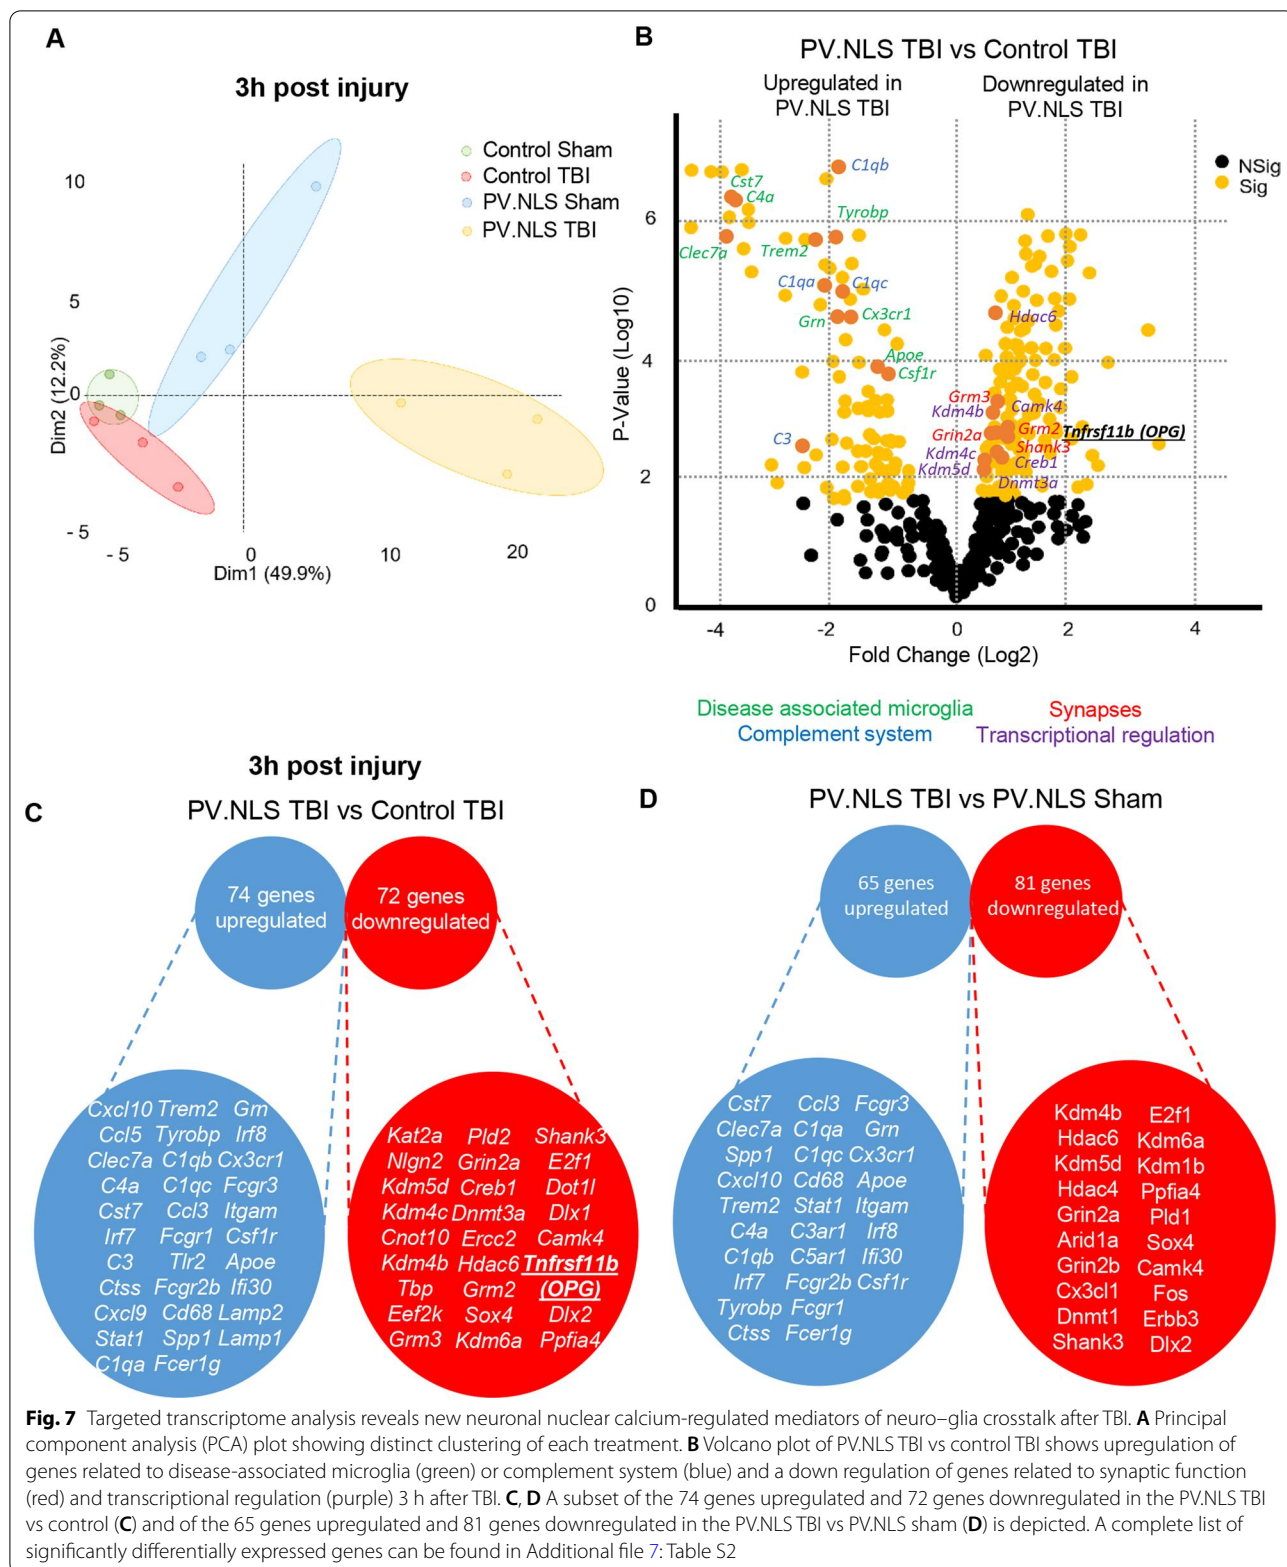 A
3h post injury
Control Sham
Control TBI
PV.NLS Sham
PV.NLS TBI
10
5
0
- 5
Dim2 (12.2%)
- 5
0
10
20
Dim1 (49.9%)
B
PV.NLS TBI vs Control TBI
Upregulated in
PV.NLS TBI
Downregulated in
PV.NLS TBI
NSig
Sig
C1qb
Cst7
C4a
Tyrobp
Clec7a
Trem2
C1qa
C1qc
Grn
Cx3cr1
Hdac6
Apoe
Csf1r
Grm3
Kdm4b
Camk4
Grin2a
Grm2
Tnfrsf11b (OPG)
C3
Shank3
Kdm4c
Creb1
Kdm5d
Dnmt3a
6
4
2
0
P-Value (Log10)
-4
-2
0
2
4
Fold Change (Log2)
Disease associated microglia
Synapses
Complement system
Transcriptional regulation
3h post injury
C
PV.NLS TBI vs Control TBI
74 genes
upregulated
72 genes
downregulated
Cxcl10 Trem2 Grn
Ccl5 Tyrobp Irf8
Clec7a C1qb Cx3cr1
C4a C1qc Fcgr3
Cst7 Ccl3 Itgam
Irf7 Fcgr1 Csf1r
C3 Tlr2 Apoe
Ctss Fcgr2b Ifi30
Cxcl9 Cd68 Lamp2
Stat1 Spp1 Lamp1
C1qa Fcer1g
Kat2a Pld2 Shank3
Nlgn2 Grin2a E2f1
Kdm5d Creb1 Dot1l
Kdm4c Dnmt3a Dlx1
Cnot10 Ercc2 Camk4
Kdm4b Hdac6 Tnfrsf11b
Tbp Grm2 (OPG)
Eef2k Sox4 Dlx2
Grm3 Kdm6a Ppfia4
D
PV.NLS TBI vs PV.NLS Sham
65 genes
upregulated
81 genes
downregulated
Cst7 Ccl3 Fcgr3
Clec7a C1qa Grn
Spp1 C1qc Cx3cr1
Cxcl10 Cd68 Apoe
Trem2 Stat1 Itgam
C4a C3ar1 Irf8
C1qb C5ar1 Ifi30
Irf7 Fcgr2b Csf1r
Tyrobp Fcgr1
Ctss Fcer1g
Kdm4b E2f1
Hdac6 Kdm6a
Kdm5d Kdm1b
Hdac4 Ppfia4
Grin2a Pld1
Arid1a Sox4
Grin2b Camk4
Cx3cl1 Fos
Dnmt1 Erbb3
Shank3 Dlx2
Fig. 7 Targeted transcriptome analysis reveals new neuronal nuclear calcium-regulated mediators of neuro–glia crosstalk after TBI. A Principal
component analysis (PCA) plot showing distinct clustering of each treatment. B Volcano plot of PV.NLS TBI vs control TBI shows upregulation of
genes related to disease-associated microglia (green) or complement system (blue) and a down regulation of genes related to synaptic function
(red) and transcriptional regulation (purple) 3 h after TBI. C, D A subset of the 74 genes upregulated and 72 genes downregulated in the PV.NLS TBI
vs control (C) and of the 65 genes upregulated and 81 genes downregulated in the PV.NLS TBI vs PV.NLS sham (D) is depicted. A complete list of
significantly differentially expressed genes can be found in Additional file 7: Table S2